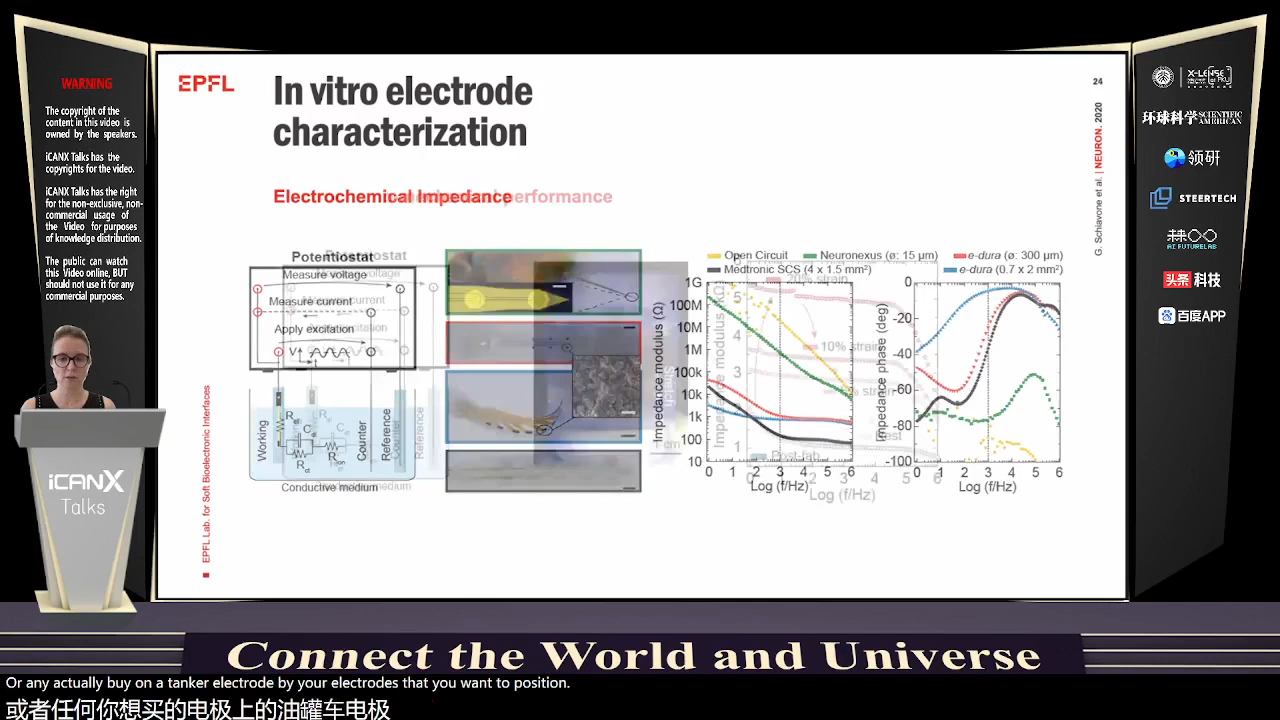 WARNING
The copyright of the
content in this video is
owned by the speakers.
iCANX Talks has the
copyrights for the video.
iCANX Talks has the right
for the non-exclusive, non-
commercial usage of
the Video for purposes
of knowledge distribution.
The public can watch
this Video online, BUT
should not use it for any
commercial purposes.
iCANX
Talks
EPFL
In vitro electrode
characterization
Electrochemical Impedance
performance
24
G. Schiavone et al. | NEURON. 2020
EPFL Lab. for Soft Bioelectronic Interfaces
Potentiostat
Measure voltage
Measure current
Apply excitation
V
Working
Counter
Reference
Conductive medium
Open Circuit
Neuronexus (ø: 15 μm)
e-dura (ø: 300 μm)
Medtronic SCS (4 x 1.5 mm²)
e-dura (0.7 x 2 mm²)
Impedance modulus (Ω)
1G
100M
10M
1M
100k
10k
1k
100
10
0 1 2 3 4 5 6
Log (f/Hz)
20% strain
10% strain
Post-fab
Log (f/Hz)
Impedance phase (deg)
0
-20
-40
-60
-80
-100
0 1 2 3 4 5 6
Log (f/Hz)
X-LENSE
环球科学 SCIENTIFIC AMERICAN
领研
STEERTECH
AI FUTURELAB
头条 科技
百度APP
Connect the World and Universe
Or any actually buy on a tanker electrode by your electrodes that you want to position.
或者任何你想买的电极上的油罐车电极